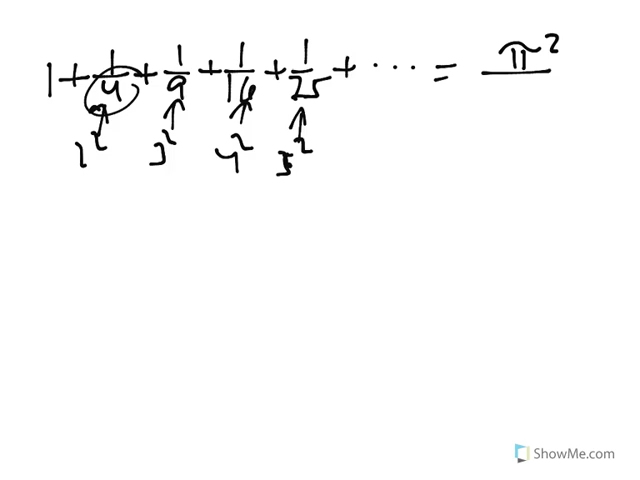 1 + 1/4 + 1/9 + 1/16 + 1/25 + ··· = π²/
2² 3² 4² 5²
ShowMe.com